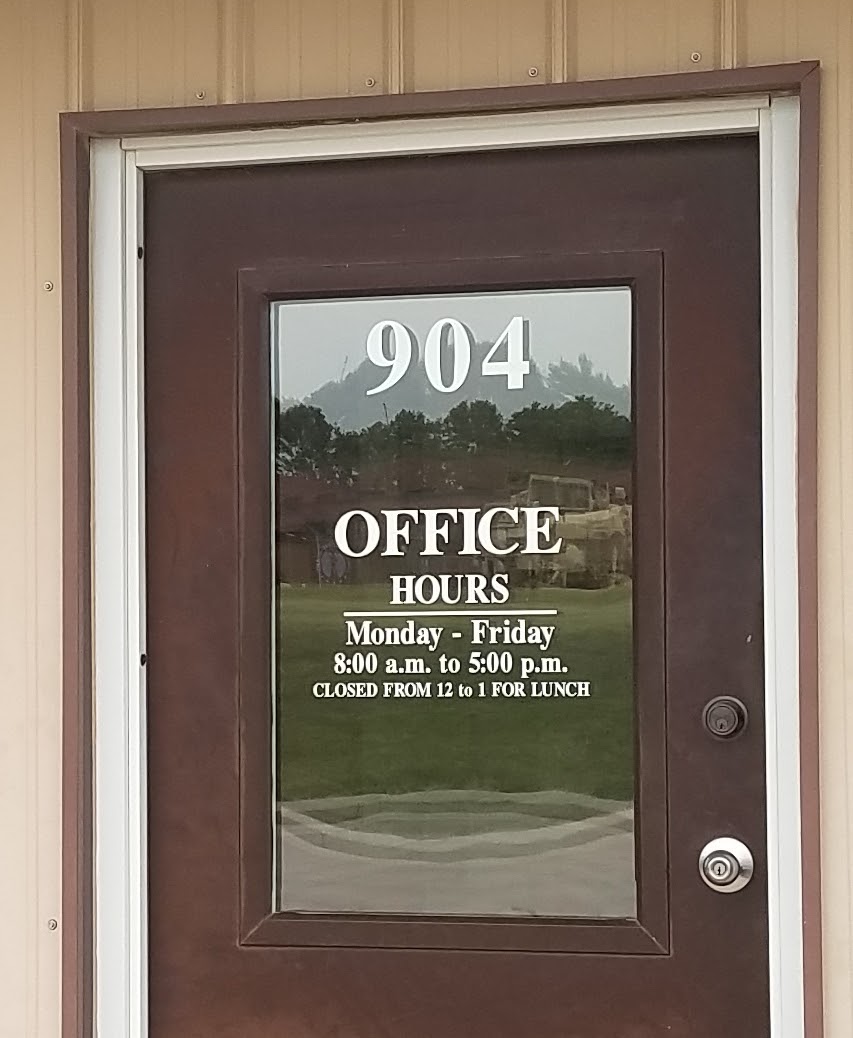 904
OFFICE
HOURS
Monday - Friday
8:00 a.m. to 5:00 p.m.
CLOSED FROM 12 to 1 FOR LUNCH